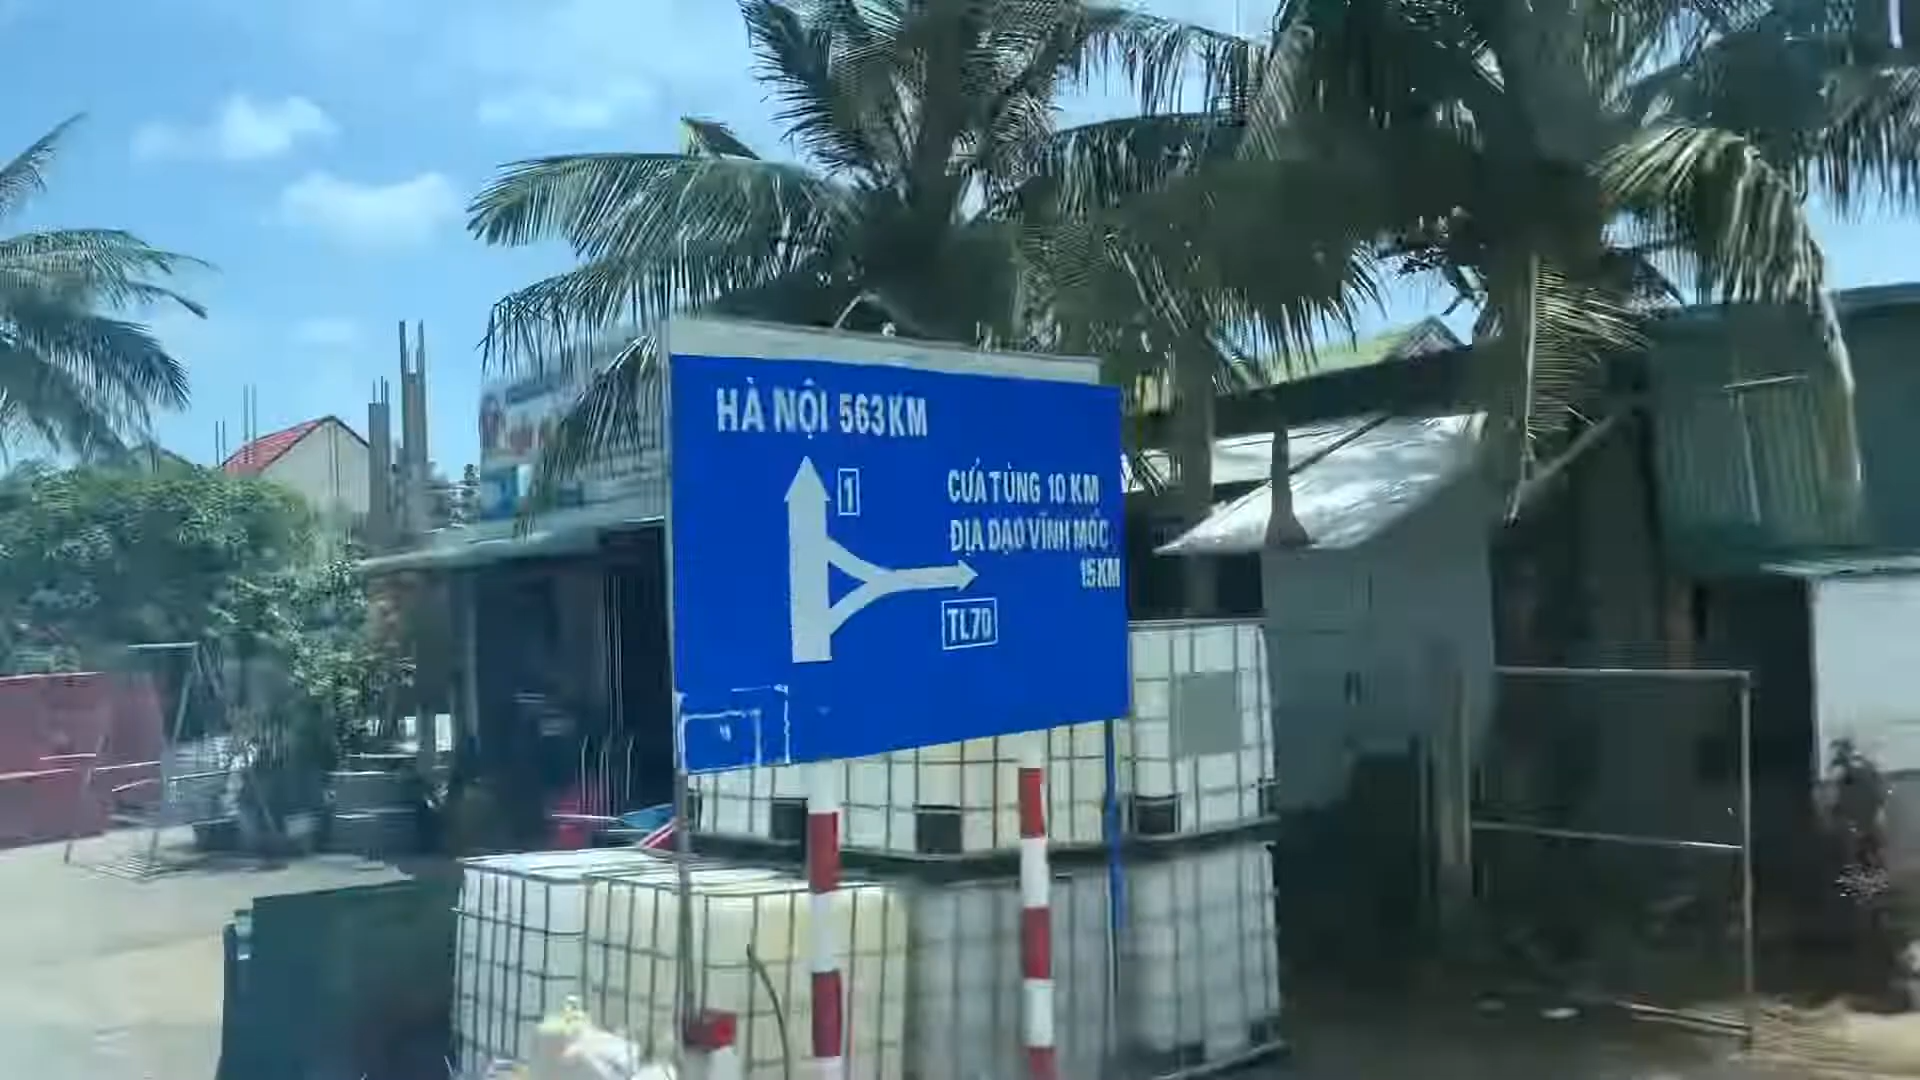 HÀ NỘI 563KM
1
CỬA TÙNG 10 KM
ĐỊA ĐẠO VĨNH MỐC
15KM
TL70